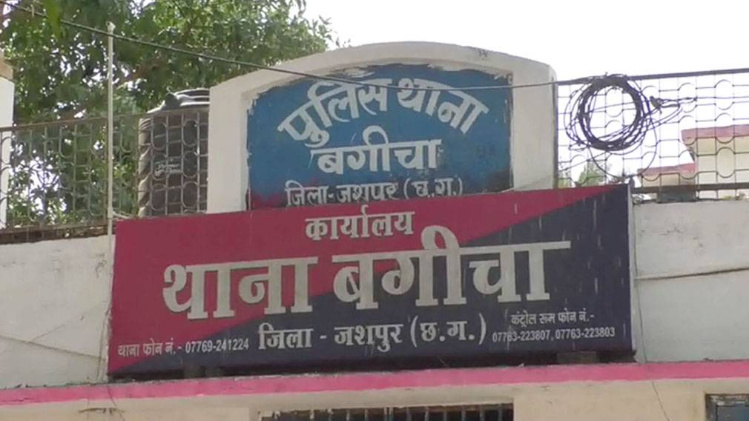 पुलिस थाना
बगीचा
जिला-जशपुर (छ.ग.)
कार्यालय
थाना बगीचा
जिला - जशपुर (छ.ग.)
थाना फोन नं.- 07769-241224
कंट्रोल रूम फोन नं.-
07763-223807, 07763-223803